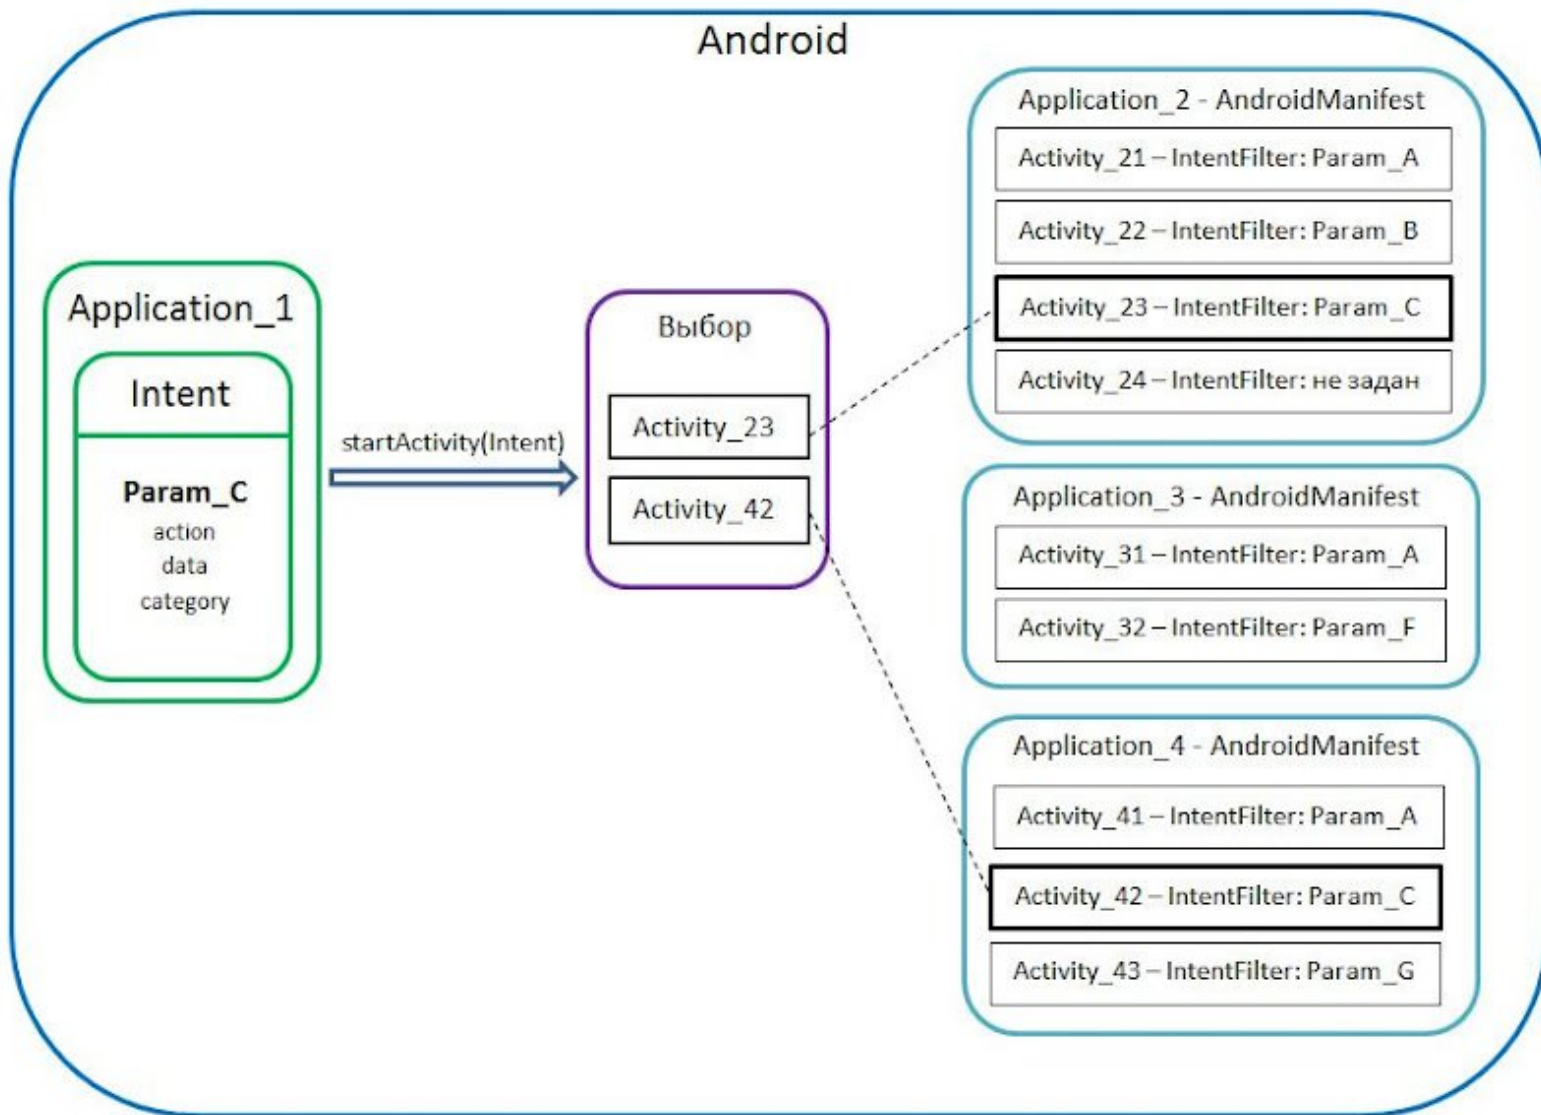 Android
Application_1
Intent
Param_C
action
data
category
startActivity(Intent)
Выбор
Activity_23
Activity_42
Application_2 - AndroidManifest
Activity_21 – IntentFilter: Param_A
Activity_22 – IntentFilter: Param_B
Activity_23 – IntentFilter: Param_C
Activity_24 – IntentFilter: не задан
Application_3 - AndroidManifest
Activity_31 – IntentFilter: Param_A
Activity_32 – IntentFilter: Param_F
Application_4 - AndroidManifest
Activity_41 – IntentFilter: Param_A
Activity_42 – IntentFilter: Param_C
Activity_43 – IntentFilter: Param_G